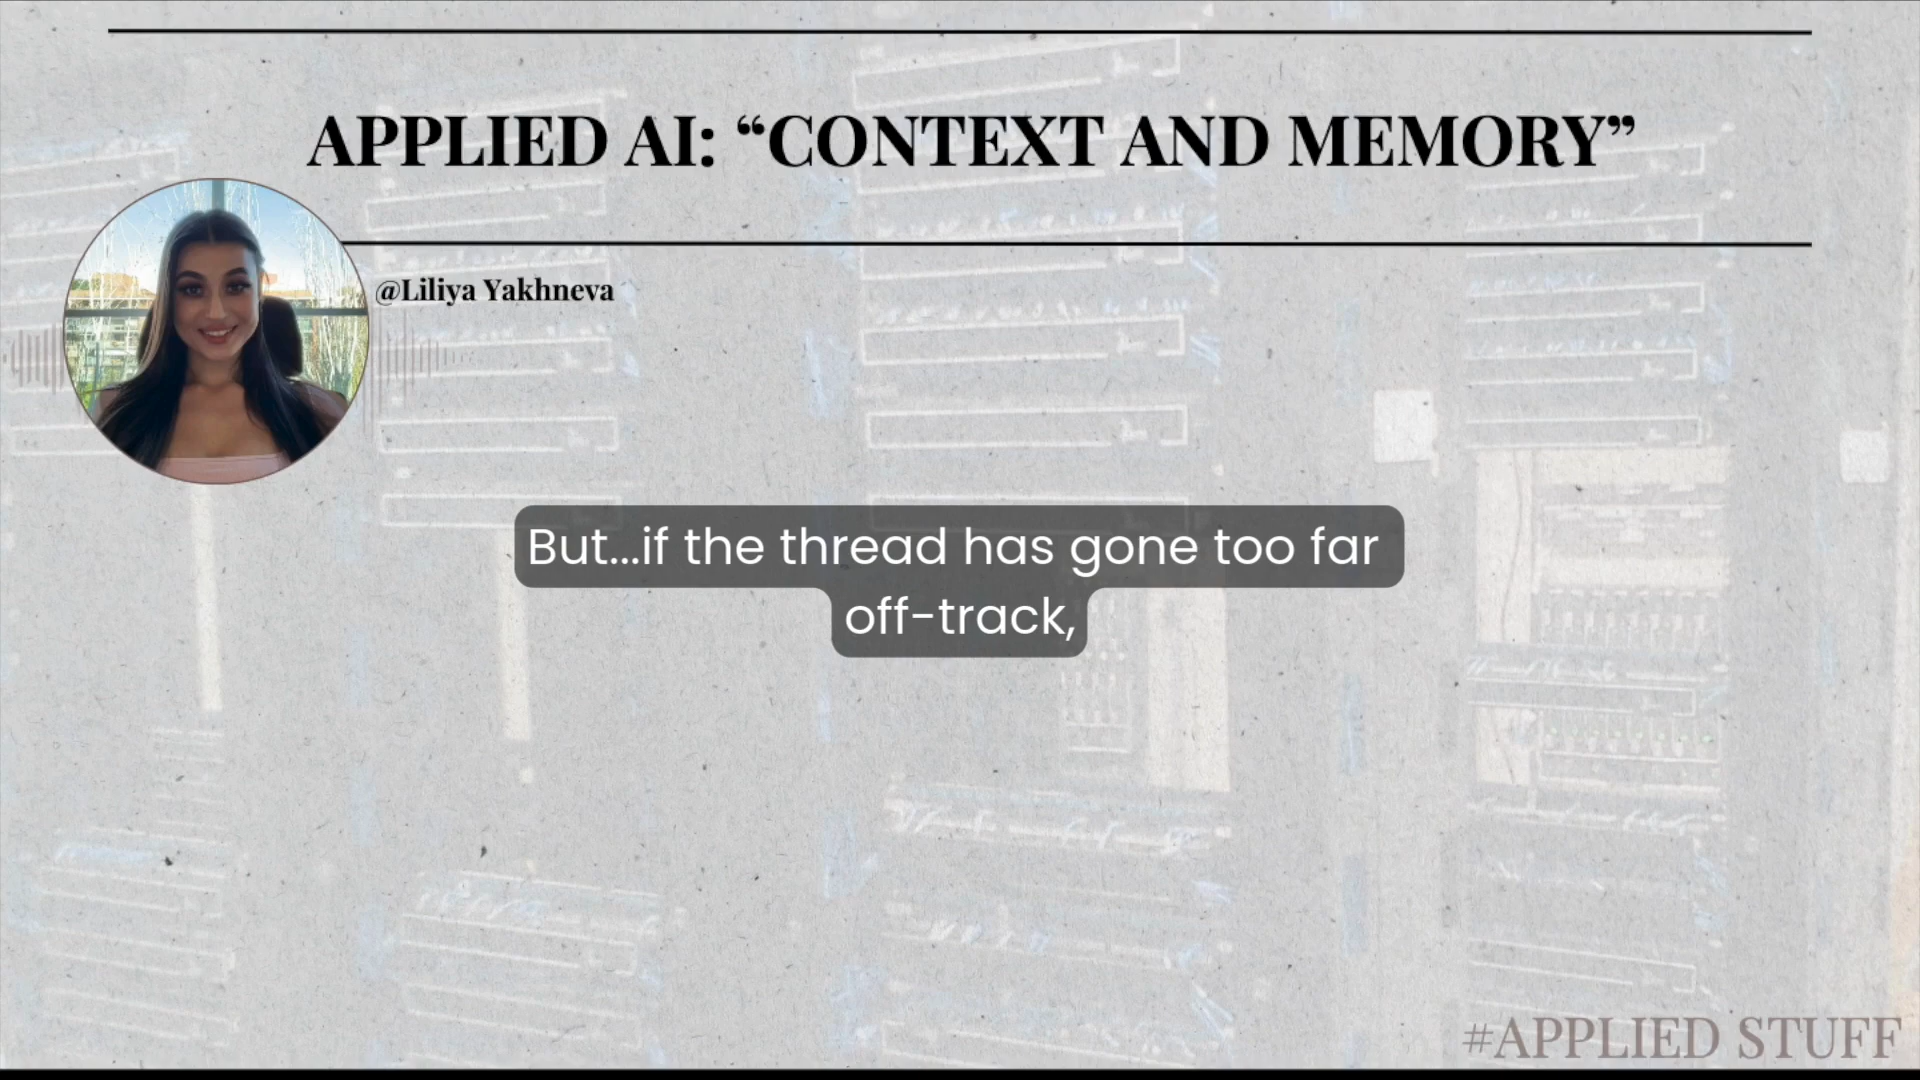 APPLIED AI: “CONTEXT AND MEMORY”
@Liliya Yakhneva
But...if the thread has gone too far
off-track,
#APPLIED STUFF